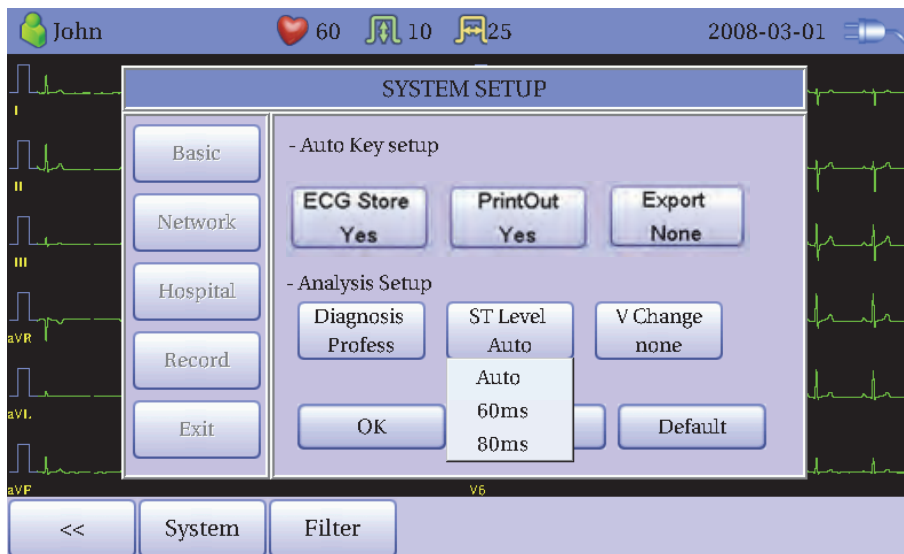 John 60 10 25 2008-03-01
SYSTEM SETUP
I
II
III
aVR
aVL
aVF
Basic
Network
Hospital
Record
Exit
- Auto Key setup
ECG Store
Yes
PrintOut
Yes
Export
None
- Analysis Setup
Diagnosis
Profess
ST Level
Auto
V Change
none
Auto
60ms
80ms
OK
Default
V6
<<
System
Filter